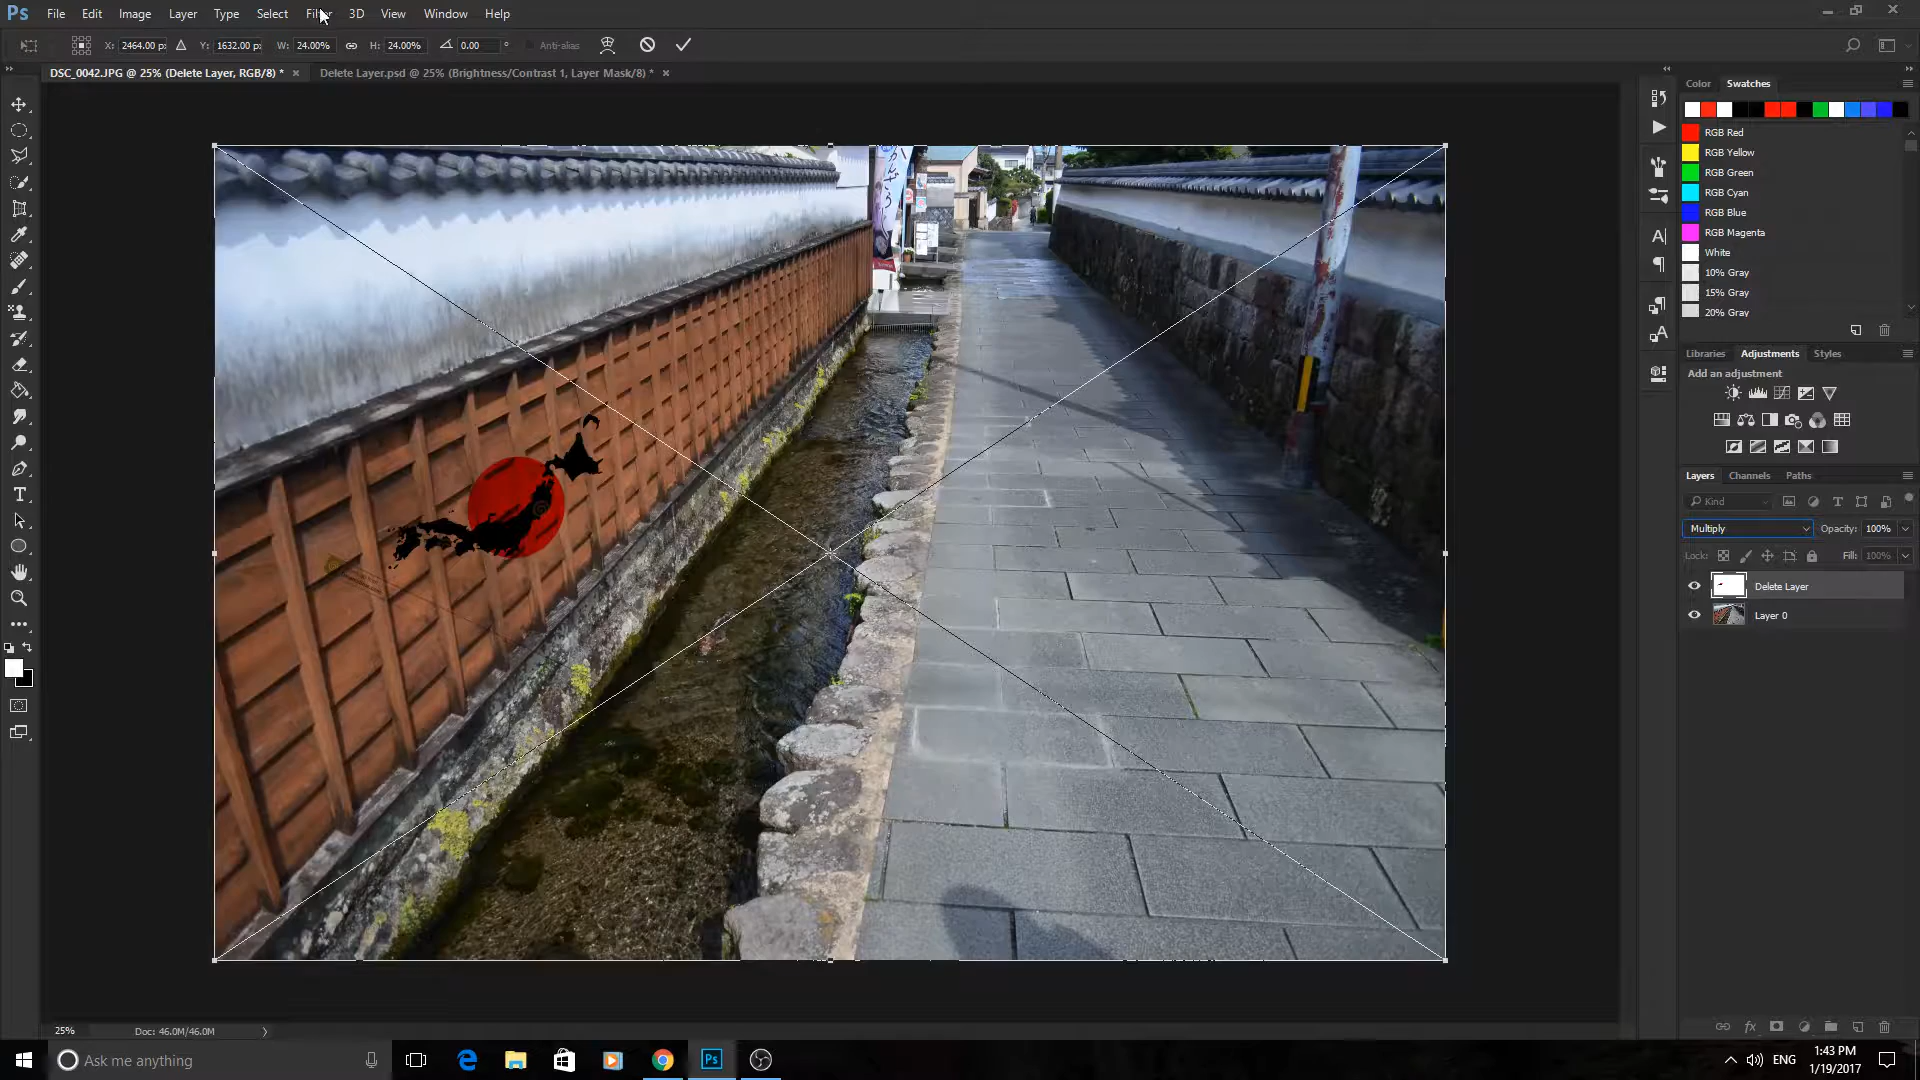 Ps File Edit Image Layer Type Select Filter 3D View Window Help
X: 2464.00 px Y: 1632.00 px W: 24.00% H: 24.00% 0.00 ° Anti-alias
DSC_0042.JPG @ 25% (Delete Layer, RGB/8) * × Delete Layer.psd @ 25% (Brightness/Contrast 1, Layer Mask/8) * ×
Color Swatches
RGB Red
RGB Yellow
RGB Green
RGB Cyan
RGB Blue
RGB Magenta
White
10% Gray
15% Gray
20% Gray
Libraries Adjustments Styles
Add an adjustment
Layers Channels Paths
Kind
Multiply Opacity: 100%
Lock: Fill: 100%
Delete Layer
Layer 0
25% Doc: 46.0M/46.0M
Ask me anything
Ps
ENG
1:43 PM
1/19/2017